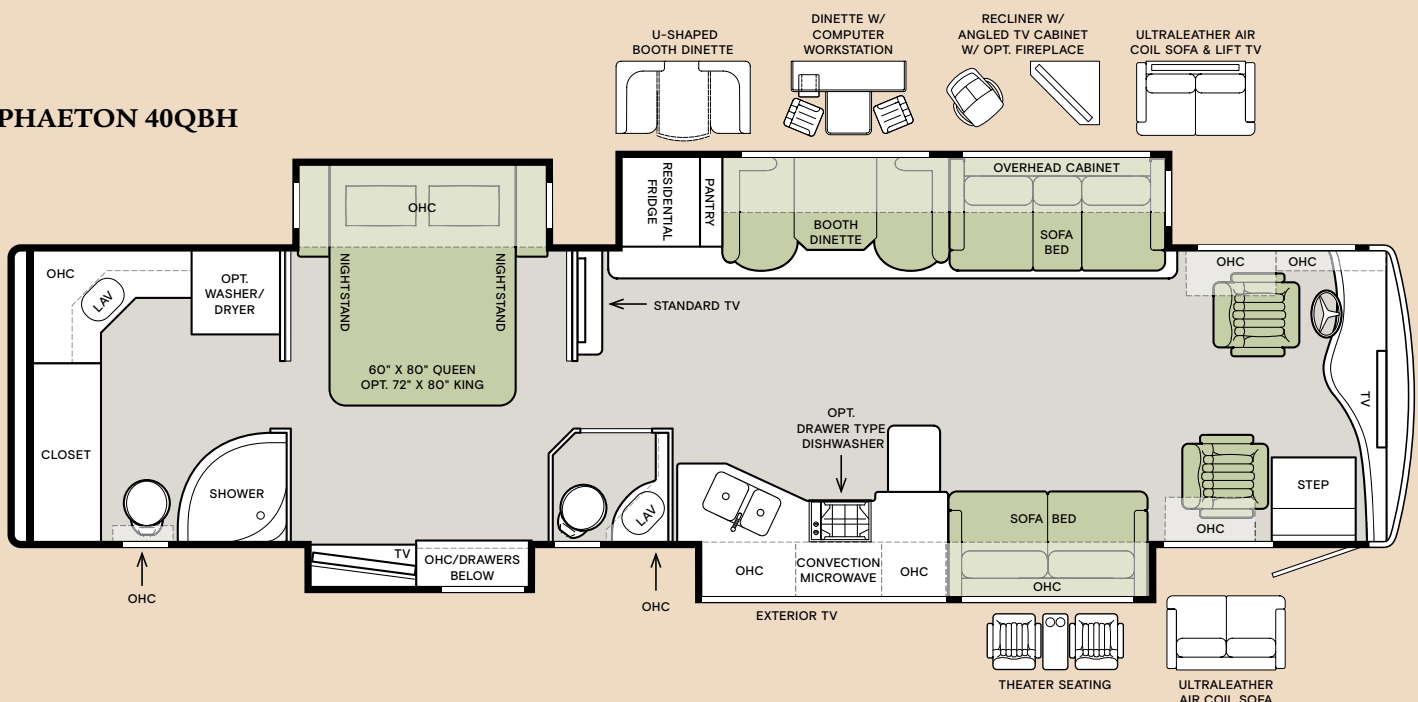 U-SHAPED
BOOTH DINETTE
DINETTE W/
COMPUTER
WORKSTATION
RECLINER W/
ANGLED TV CABINET
W/ OPT. FIREPLACE
ULTRALEATHER AIR
COIL SOFA & LIFT TV
PHAETON 40QBH
OHC
RESIDENTIAL
FRIDGE
PANTRY
BOOTH
DINETTE
OVERHEAD CABINET
SOFA
BED
OHC
LAV
OPT.
WASHER/
DRYER
NIGHTSTAND
NIGHTSTAND
60" X 80" QUEEN
OPT. 72" X 80" KING
STANDARD TV
OHC
OHC
TV
CLOSET
SHOWER
LAV
OPT.
DRAWER TYPE
DISHWASHER
SOFA BED
STEP
OHC
TV
OHC/DRAWERS
BELOW
OHC
CONVECTION
MICROWAVE
OHC
OHC
OHC
OHC
EXTERIOR TV
THEATER SEATING
ULTRALEATHER
AIR COIL SOFA